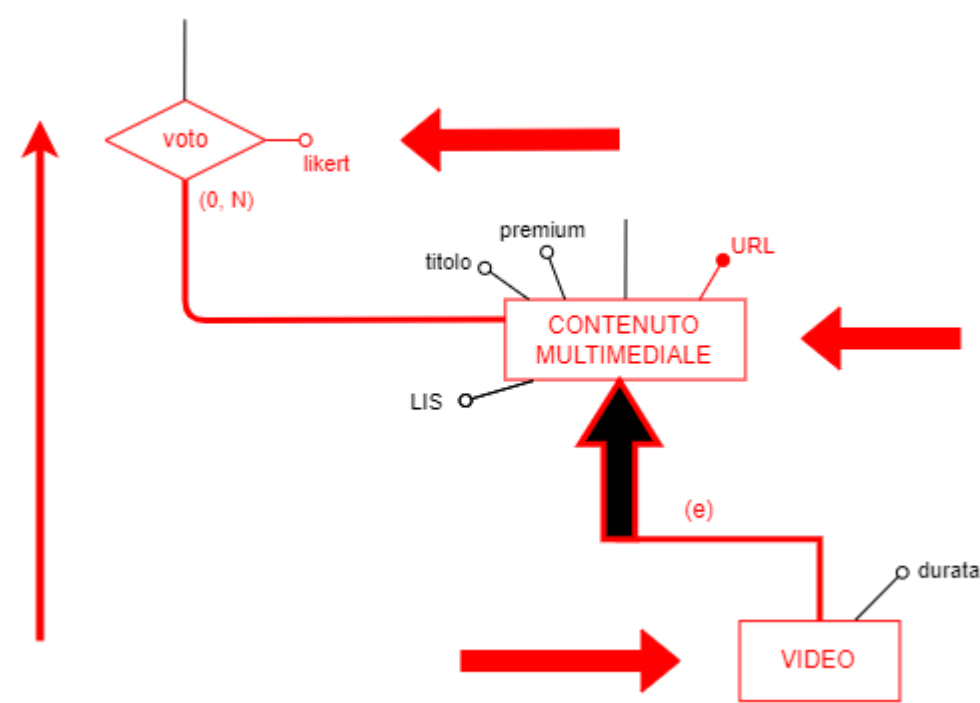 voto
likert
(0, N)
premium
titolo
URL
CONTENUTO
MULTIMEDIALE
LIS
(e)
durata
VIDEO